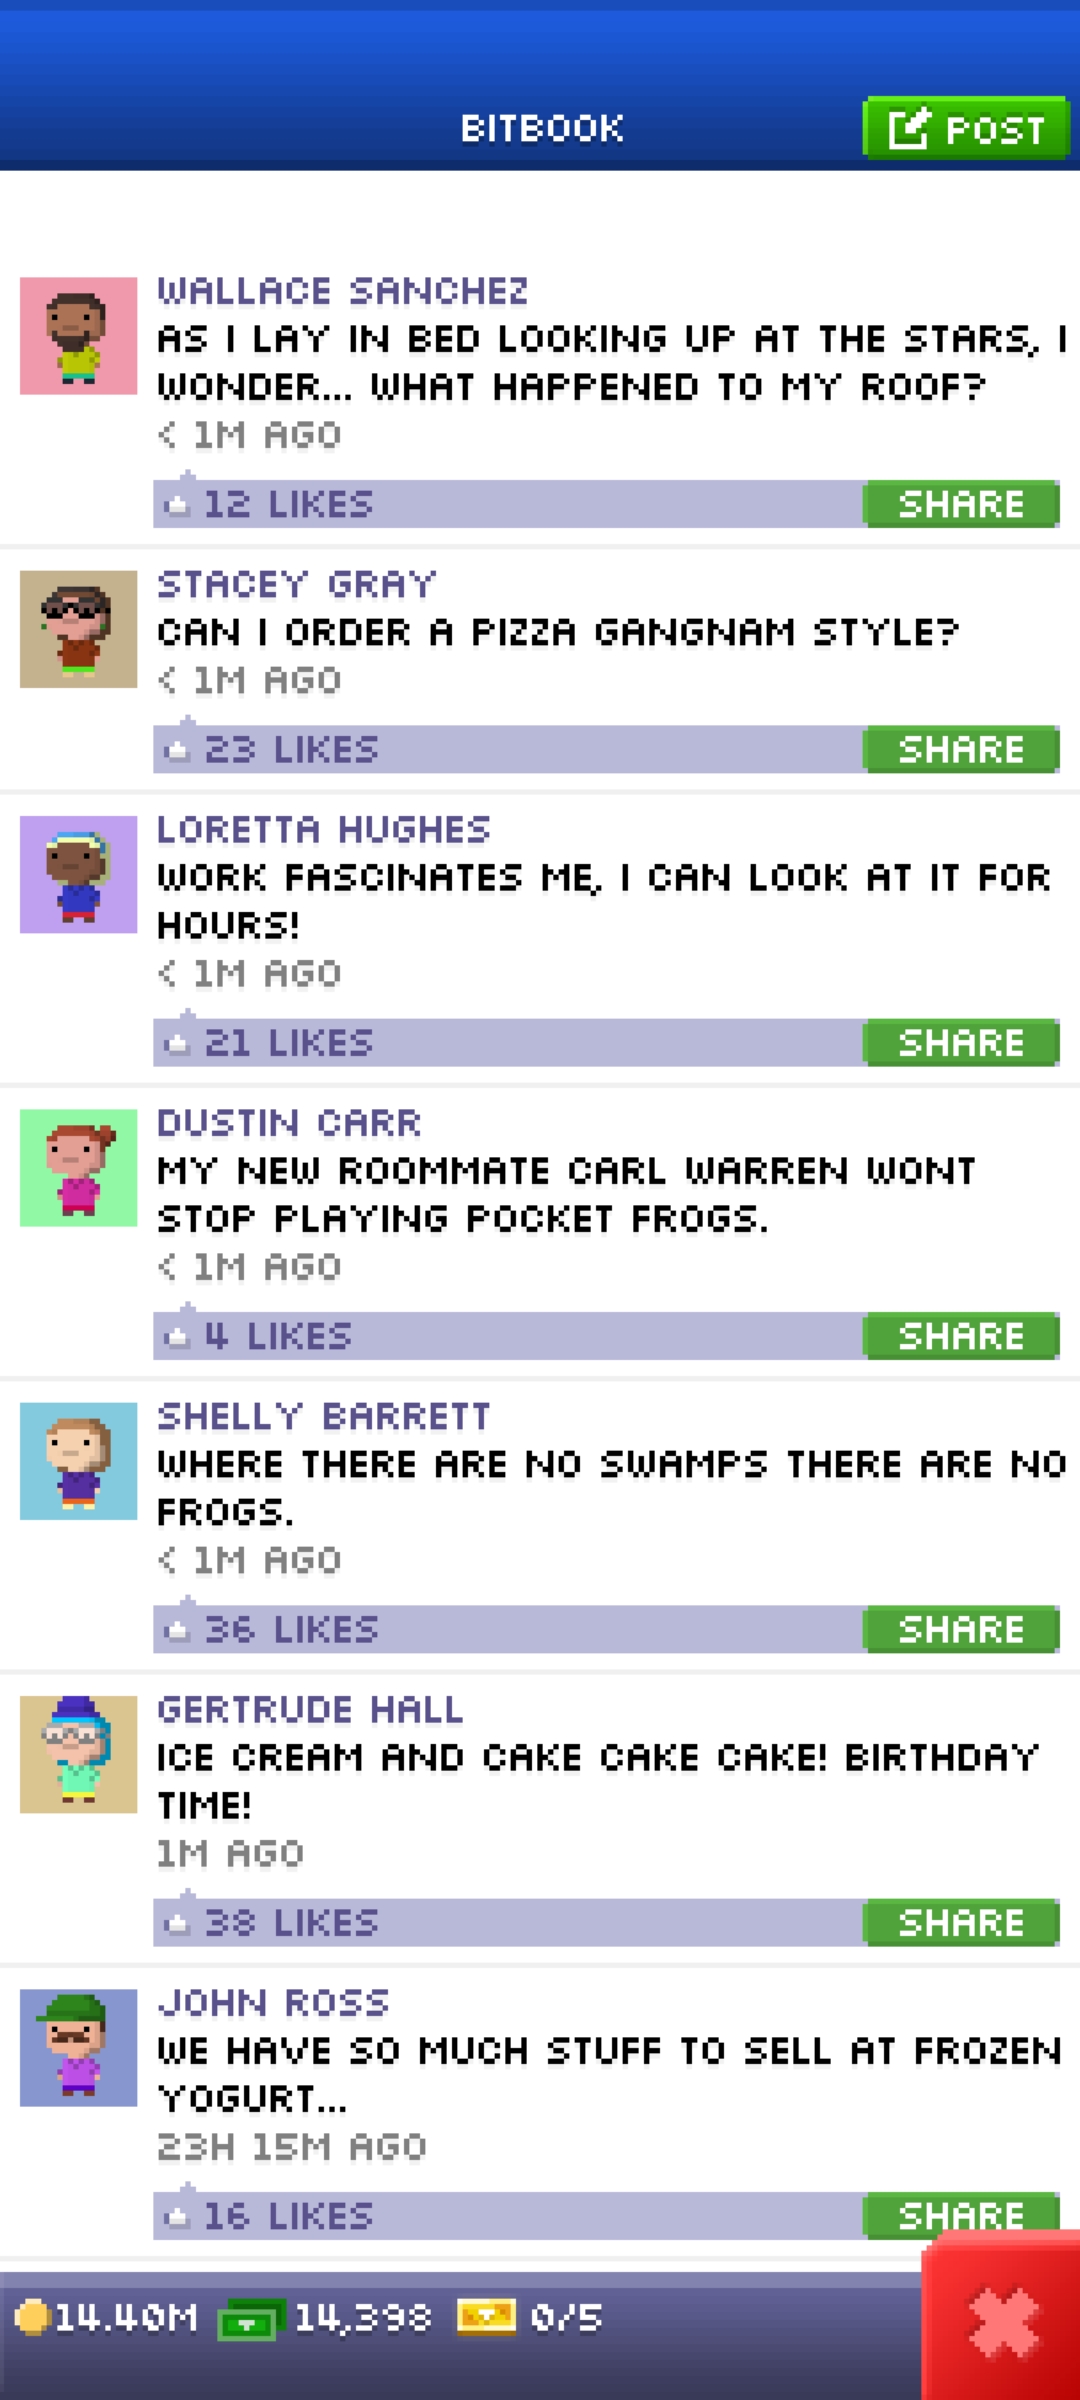 BITBOOK
POST
WALLACE SANCHEZ
AS I LAY IN BED LOOKING UP AT THE STARS, I
WONDER... WHAT HAPPENED TO MY ROOF?
< 1M AGO
12 LIKES
SHARE
STACEY GRAY
CAN I ORDER A PIZZA GANGNAM STYLE?
< 1M AGO
23 LIKES
SHARE
LORETTA HUGHES
WORK FASCINATES ME, I CAN LOOK AT IT FOR
HOURS!
< 1M AGO
21 LIKES
SHARE
DUSTIN CARR
MY NEW ROOMMATE CARL WARREN WONT
STOP PLAYING POCKET FROGS.
< 1M AGO
4 LIKES
SHARE
SHELLY BARRETT
WHERE THERE ARE NO SWAMPS THERE ARE NO
FROGS.
< 1M AGO
36 LIKES
SHARE
GERTRUDE HALL
ICE CREAM AND CAKE CAKE CAKE! BIRTHDAY
TIME!
1M AGO
38 LIKES
SHARE
JOHN ROSS
WE HAVE SO MUCH STUFF TO SELL AT FROZEN
YOGURT...
23H 15M AGO
16 LIKES
SHARE
14.40M 14,398 0/5